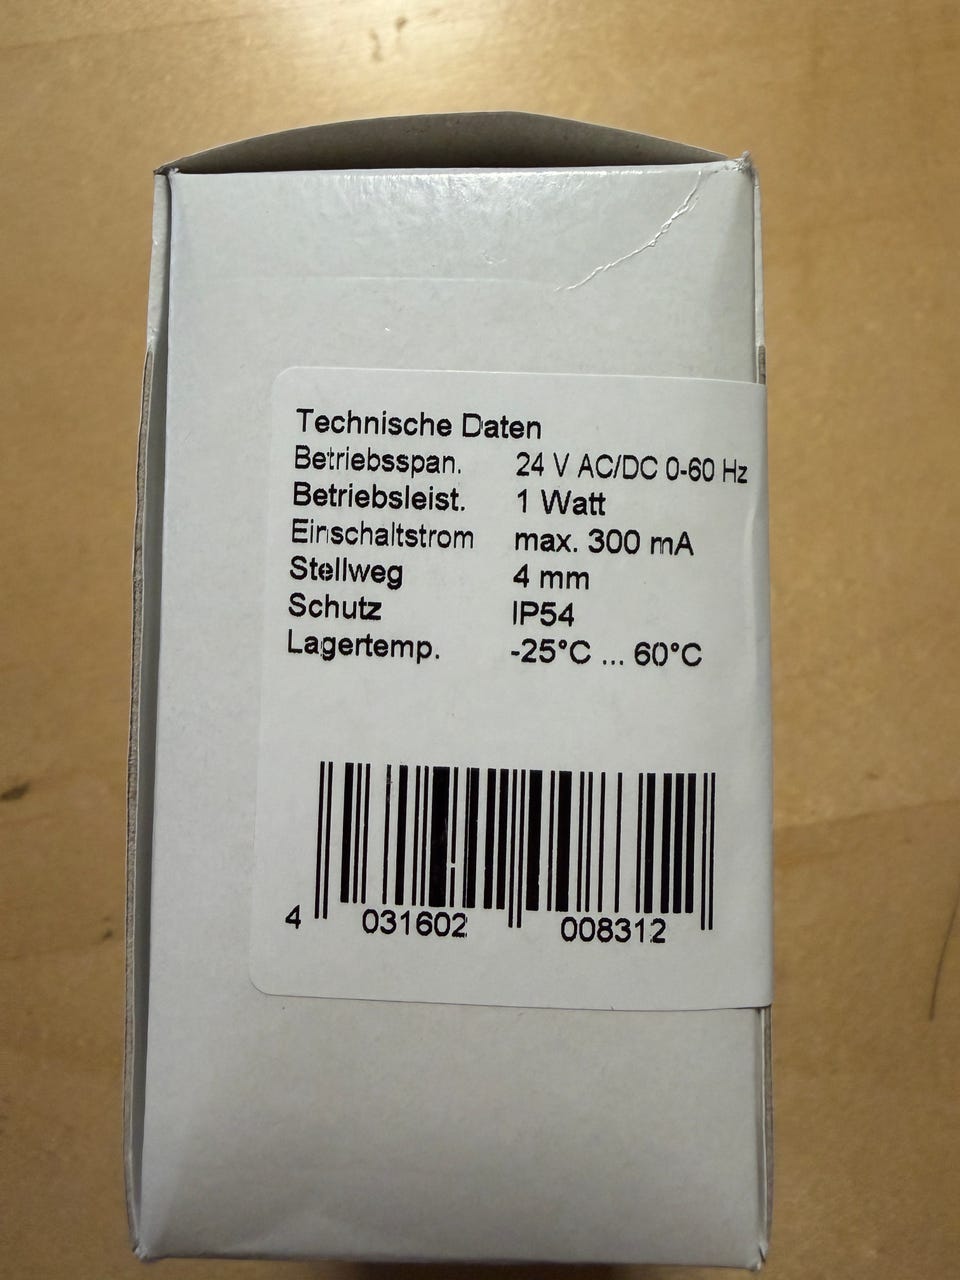 Technische Daten
Betriebsspan. 24 V AC/DC 0-60 Hz
Betriebsleist. 1 Watt
Einschaltstrom max. 300 mA
Stellweg 4 mm
Schutz IP54
Lagertemp. -25°C ... 60°C
4 031602 008312